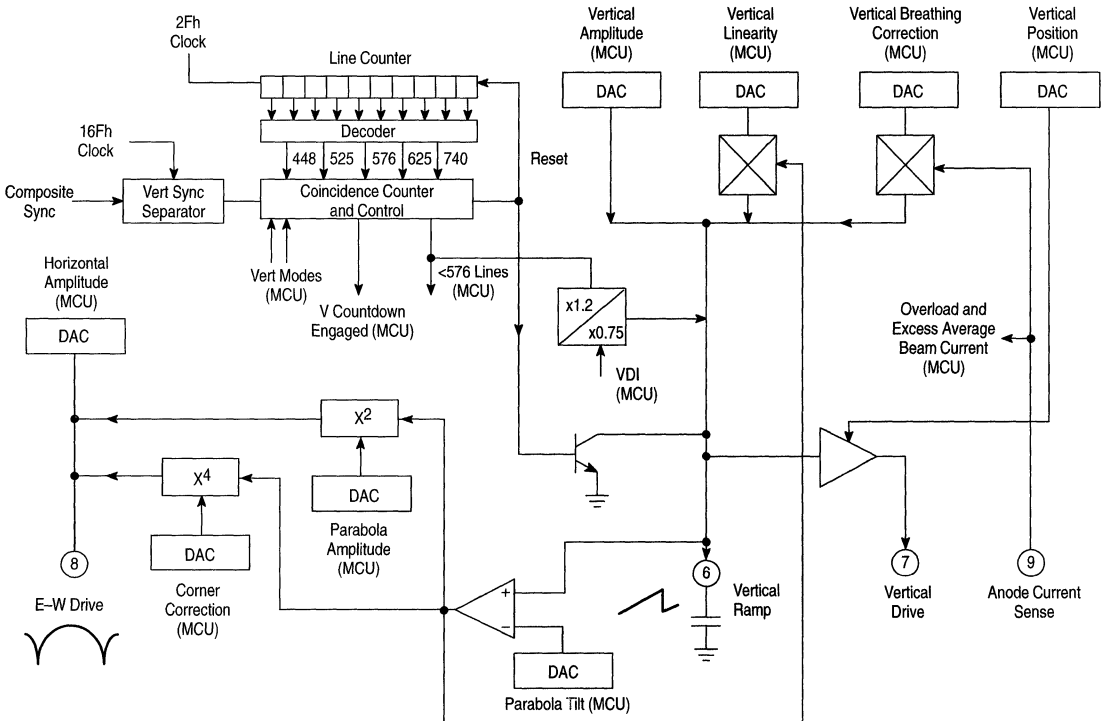 2Fh
Clock
Line Counter
Vertical
Amplitude
(MCU)
Vertical
Linearity
(MCU)
Vertical Breathing
Correction
(MCU)
Vertical
Position
(MCU)
DAC
DAC
DAC
DAC
Decoder
16Fh
Clock
448
525
576
625
740
Reset
Composite
Sync
Vert Sync
Separator
Coincidence Counter
and Control
Vert Modes
(MCU)
<576 Lines
(MCU)
V Countdown
Engaged (MCU)
Horizontal
Amplitude
(MCU)
DAC
x1.2
x0.75
VDI
(MCU)
Overload and
Excess Average
Beam Current
(MCU)
X2
X4
DAC
Parabola
Amplitude
(MCU)
DAC
Corner
Correction
(MCU)
8
E–W Drive
+
–
DAC
Parabola Tilt (MCU)
6
Vertical
Ramp
7
Vertical
Drive
9
Anode Current
Sense